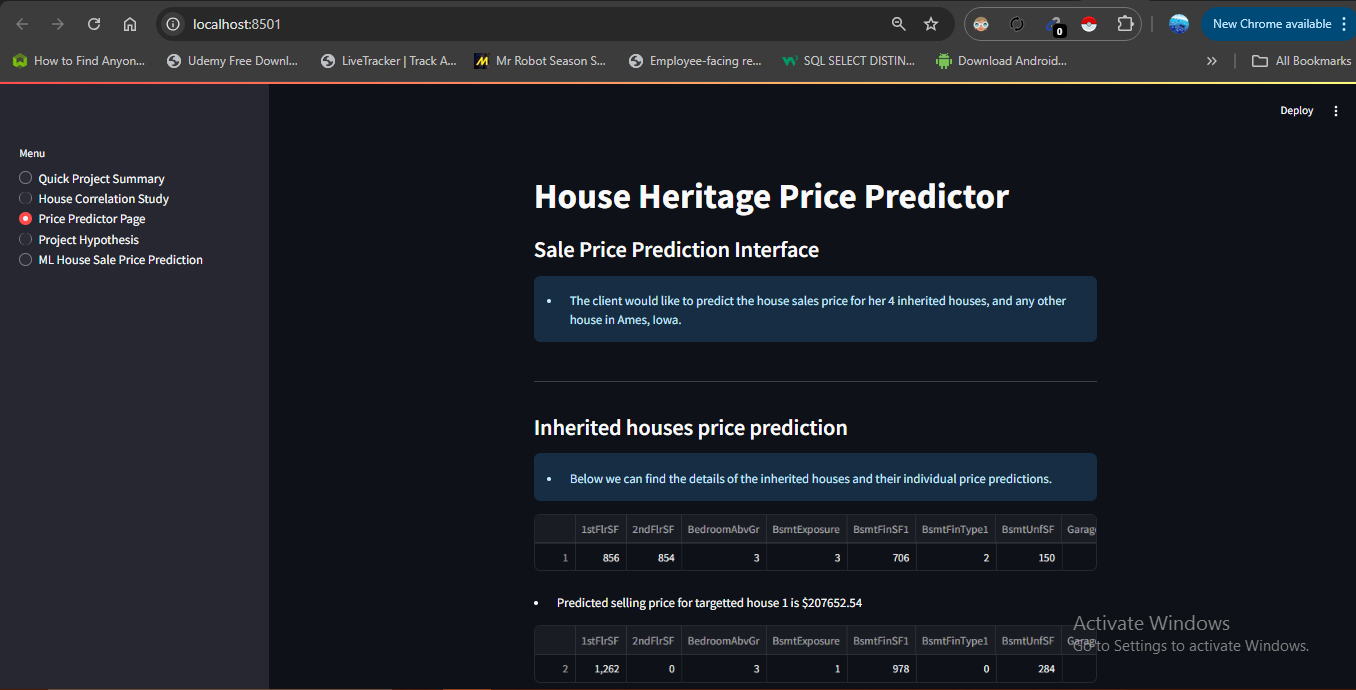 localhost:8501
0
New Chrome available
How to Find Anyon...
Udemy Free Downl...
LiveTracker | Track A...
Mr Robot Season S...
Employee-facing re...
SQL SELECT DISTIN...
Download Android...
»
All Bookmarks
Deploy
Menu
Quick Project Summary
House Correlation Study
Price Predictor Page
Project Hypothesis
ML House Sale Price Prediction
House Heritage Price Predictor
Sale Price Prediction Interface
• The client would like to predict the house sales price for her 4 inherited houses, and any other
house in Ames, Iowa.
Inherited houses price prediction
• Below we can find the details of the inherited houses and their individual price predictions.
1stFlrSF 2ndFlrSF BedroomAbvGr BsmtExposure BsmtFinSF1 BsmtFinType1 BsmtUnfSF Garag
1 856 854 3 3 706 2 150
• Predicted selling price for targetted house 1 is $207652.54
1stFlrSF 2ndFlrSF BedroomAbvGr BsmtExposure BsmtFinSF1 BsmtFinType1 BsmtUnfSF Garag
2 1,262 0 3 1 978 0 284
Activate Windows
Go to Settings to activate Windows.